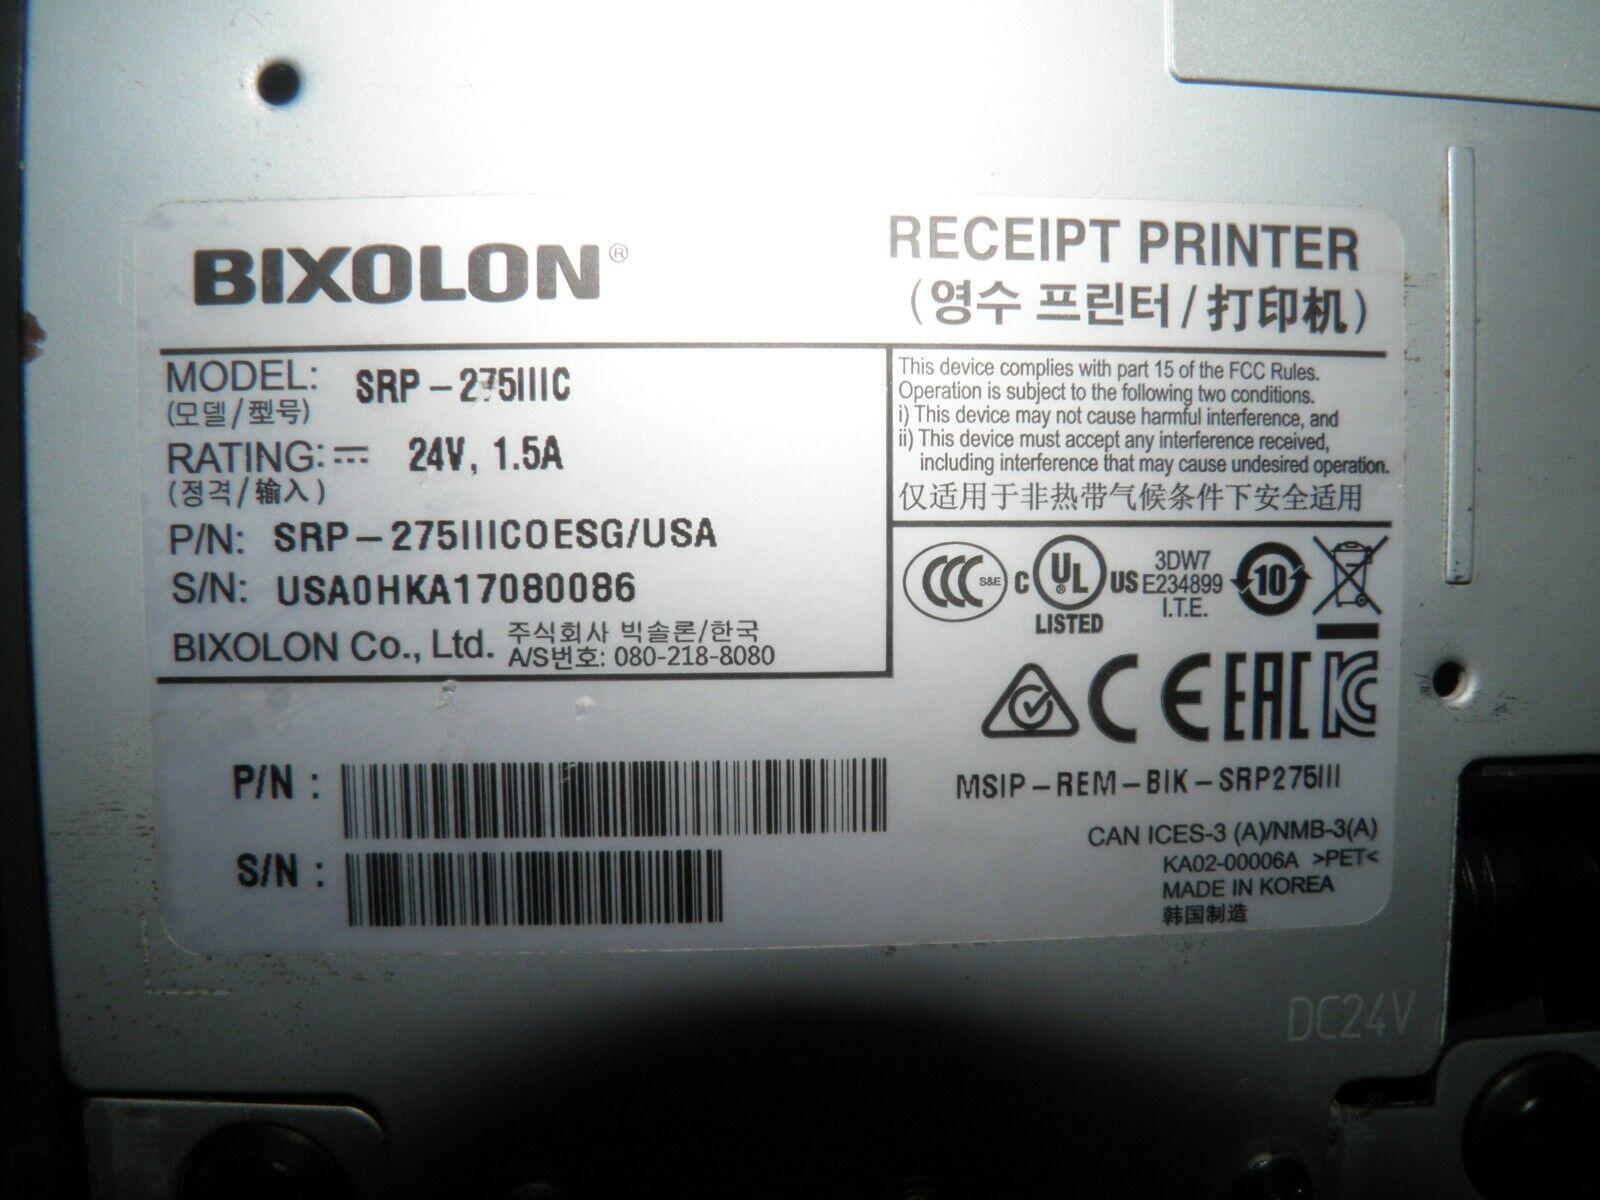 BIXOLON®
RECEIPT PRINTER
(영수 프린터/打印机)
MODEL: SRP-275IIIC
(모델/型号)
RATING: ⎓ 24V, 1.5A
(정격/输入)
P/N: SRP-275IIICOESG/USA
S/N: USA0HKA17080086
BIXOLON Co., Ltd. 주식회사 빅솔론/한국
A/S번호: 080-218-8080
This device complies with part 15 of the FCC Rules.
Operation is subject to the following two conditions.
i) This device may not cause harmful interference, and
ii) This device must accept any interference received,
including interference that may cause undesired operation.
仅适用于非热带气候条件下安全适用
CCC S&E
C UL US
®
LISTED
3DW7
E234899
I.T.E.
10
CE EAC KC
P/N :
S/N :
MSIP-REM-BIK-SRP275III
CAN ICES-3 (A)/NMB-3(A)
KA02-00006A >PET<
MADE IN KOREA
韩国制造
DC24V